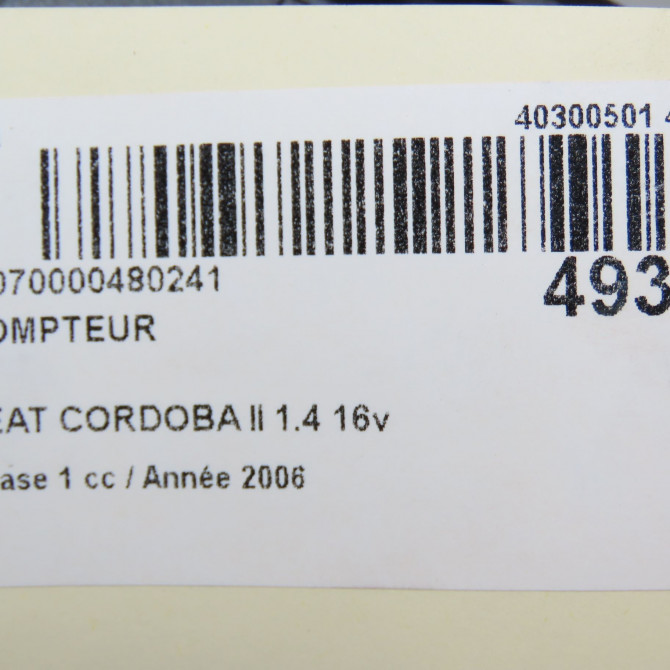 40300501 4
070000480241
493
OMPTEUR
EAT CORDOBA II 1.4 16v
ase 1 cc / Année 2006